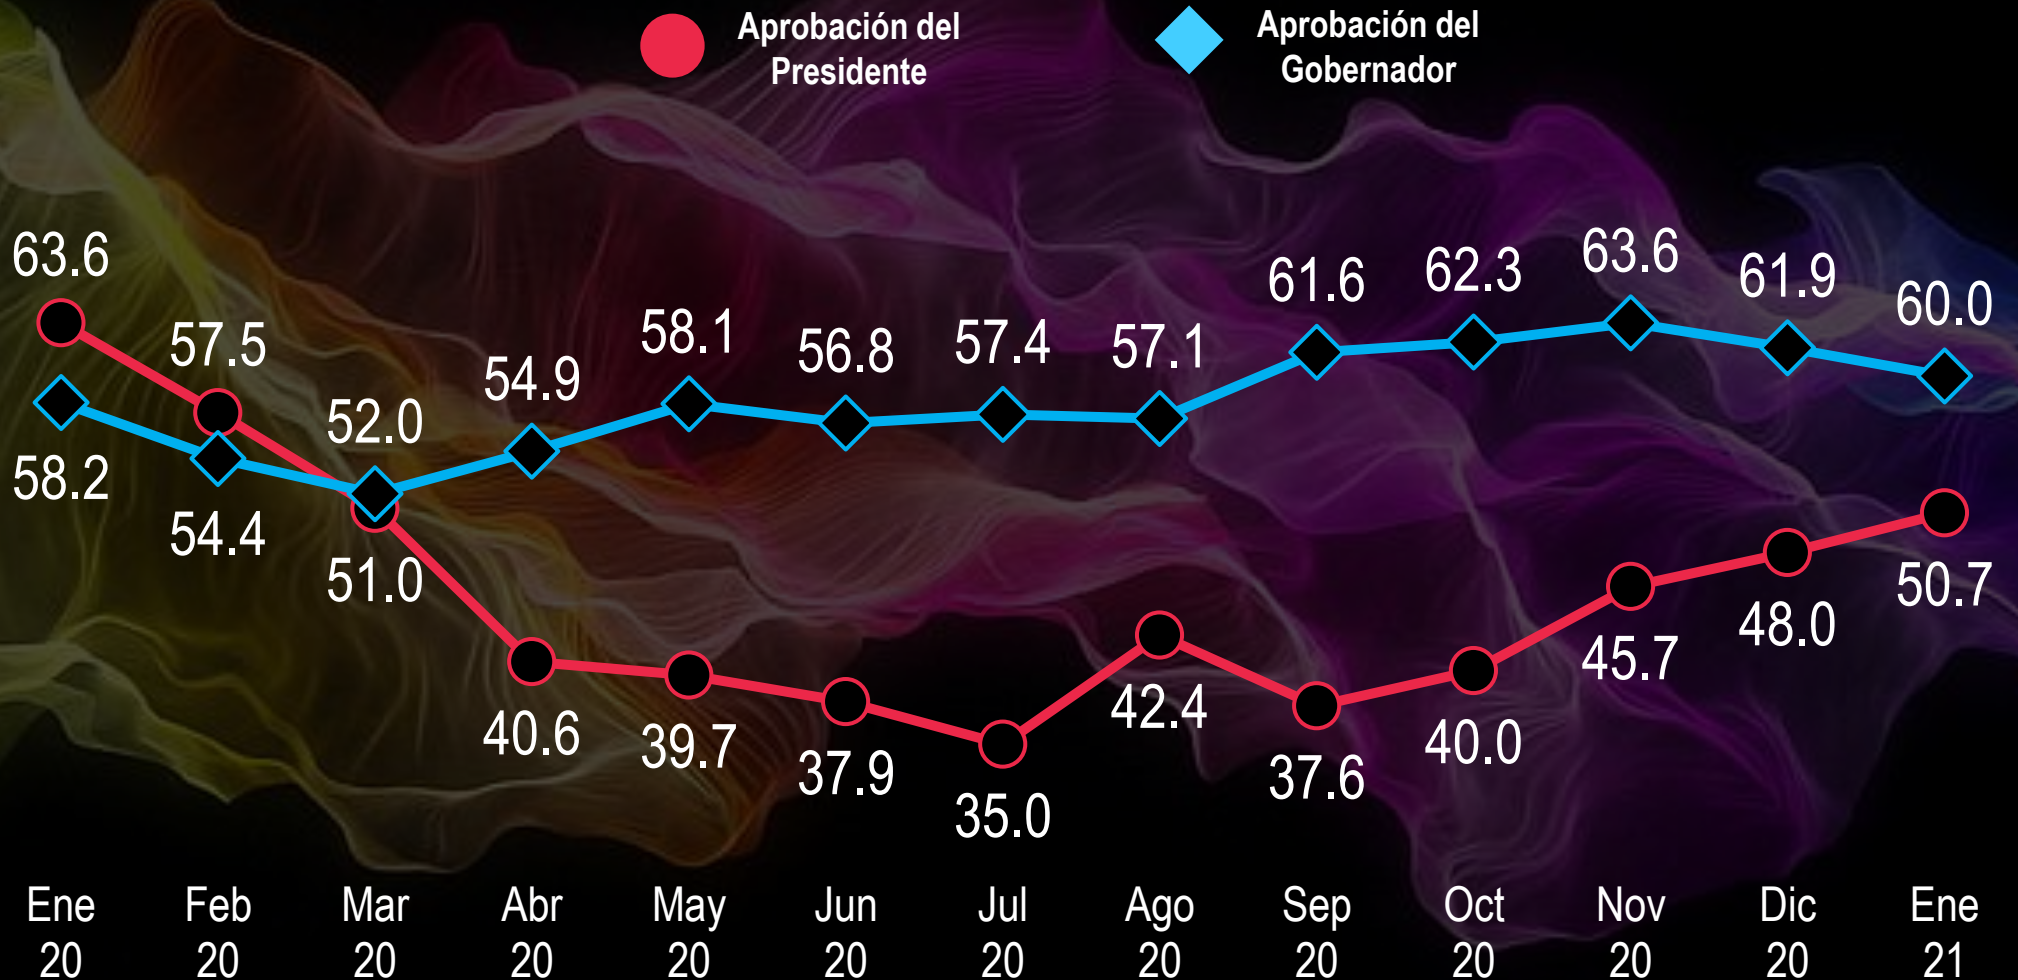 Aprobación del
Presidente
Aprobación del
Gobernador
63.6
57.5
52.0
54.9
58.1
56.8
57.4
57.1
61.6
62.3
63.6
61.9
60.0
58.2
54.4
51.0
40.6
39.7
37.9
35.0
42.4
37.6
40.0
45.7
48.0
50.7
Ene
20
Feb
20
Mar
20
Abr
20
May
20
Jun
20
Jul
20
Ago
20
Sep
20
Oct
20
Nov
20
Dic
20
Ene
21